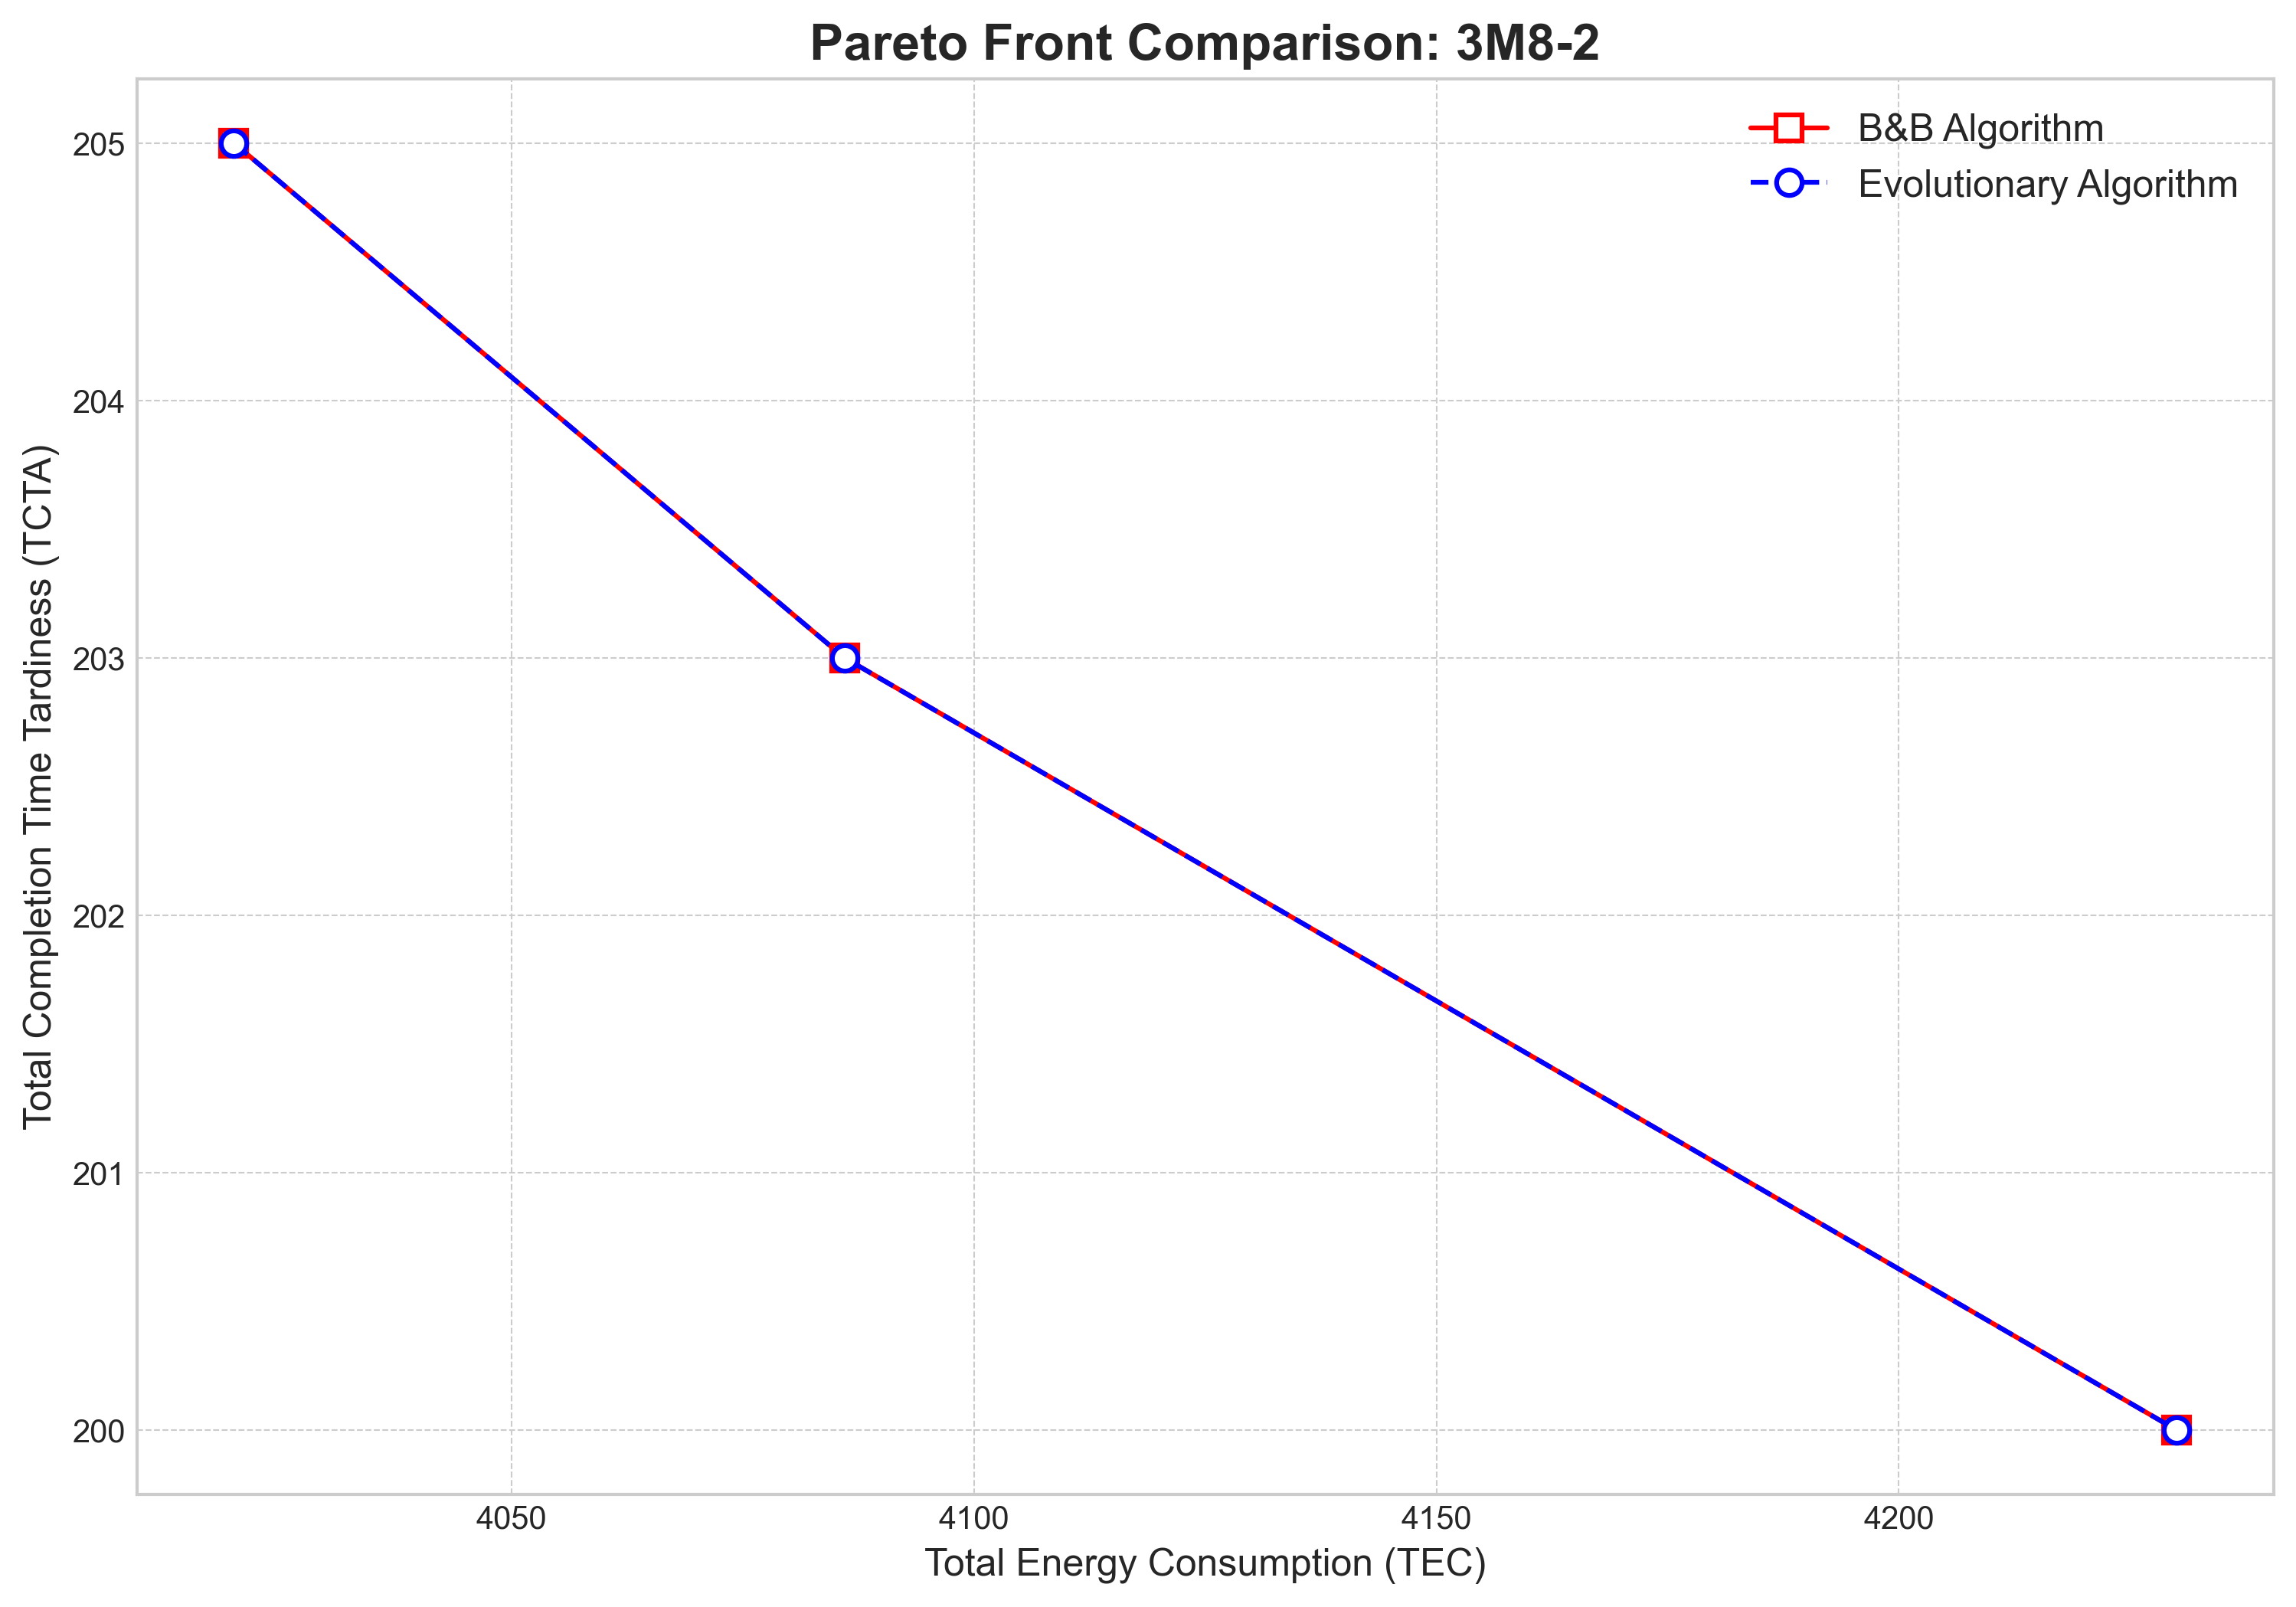 Pareto Front Comparison: 3M8-2
B&B Algorithm
Evolutionary Algorithm
Total Completion Time Tardiness (TCTA)
205
204
203
202
201
200
4050 4100 4150 4200
Total Energy Consumption (TEC)